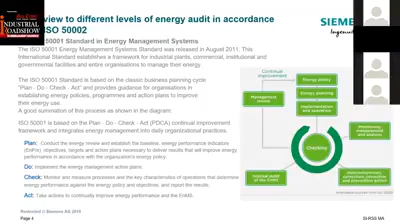 INDUSTRIAL
ROADSHOW
view to different levels of energy audit in accordance
ISO 50002
SIEMENS
50001 Standard in Energy Management Systems
The ISO 50001 Energy Management Systems Standard was released in August 2011. This
International Standard establishes a framework for industrial plants, commercial, institutional and
governmental facilities and entire organisations to manage their energy.
The ISO 50001 Standard is based on the classic business planning cycle
"Plan - Do - Check - Act" and provides guidance for organisations in
establishing energy policies, programmes and action plans to improve
their energy use.
A good summation of this process as shown in the diagram:
ISO 50001 is based on the Plan - Do - Check - Act (PDCA) continual improvement
framework and integrates energy management into daily organizational practices.
Plan: Conduct the energy review and establish the baseline, energy performance indicators
(EnPIs), objectives, targets and action plans necessary to deliver results that will improve energy
performance in accordance with the organization's energy policy.
Do: Implement the energy management action plans.
Check: Monitor and measure processes and the key characteristics of operations that determine
energy performance against the energy policy and objectives, and report the results.
Act: Take actions to continually improve energy performance and the EnMS.
Continual
improvement
Energy policy
Energy planning
Management
review
Implementation
and operation
Checking
Monitoring,
measurement
and analysis
Internal audit of
the EnMS
Nonconformities,
correction, corrective
and preventive action
Restricted © Siemens AG 2019
Page 4